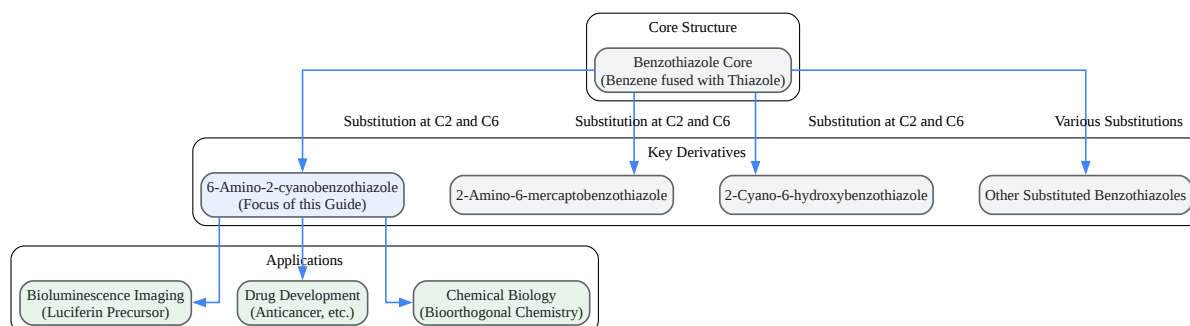 Core Structure
Benzothiazole Core
(Benzene fused with Thiazole)
Substitution at C2 and C6
Substitution at C2 and C6
Substitution at C2 and C6
Various Substitutions
Key Derivatives
6-Amino-2-cyanobenzothiazole
(Focus of this Guide)
2-Amino-6-mercaptobenzothiazole
2-Cyano-6-hydroxybenzothiazole
Other Substituted Benzothiazoles
Applications
Bioluminescence Imaging
(Luciferin Precursor)
Drug Development
(Anticancer, etc.)
Chemical Biology
(Bioorthogonal Chemistry)